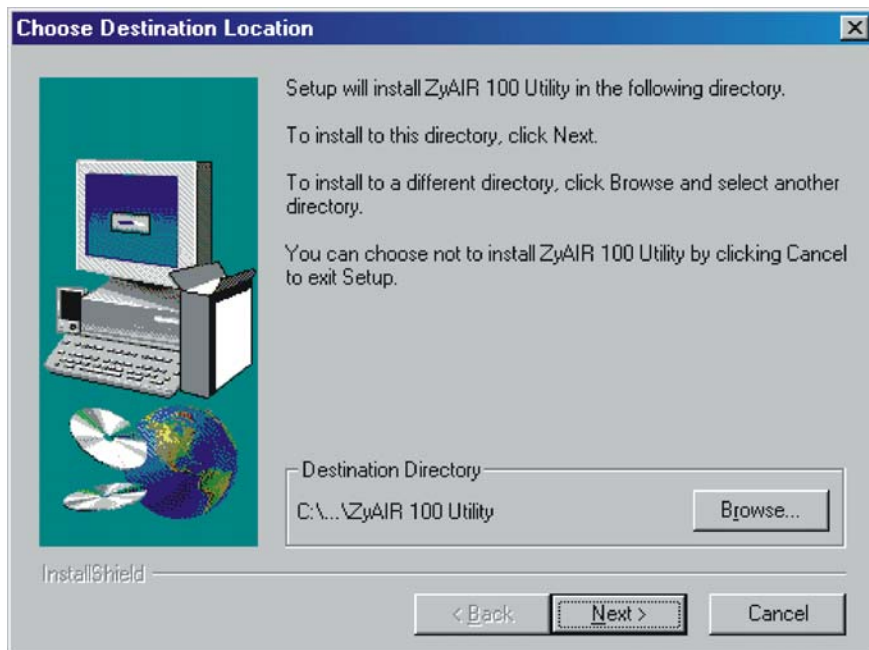 Choose Destination Location
Setup will install ZyAIR 100 Utility in the following directory.
To install to this directory, click Next.
To install to a different directory, click Browse and select another
directory.
You can choose not to install ZyAIR 100 Utility by clicking Cancel
to exit Setup.
Destination Directory
C:\...\ZyAIR 100 Utility
Browse...
InstallShield
< Back
Next >
Cancel